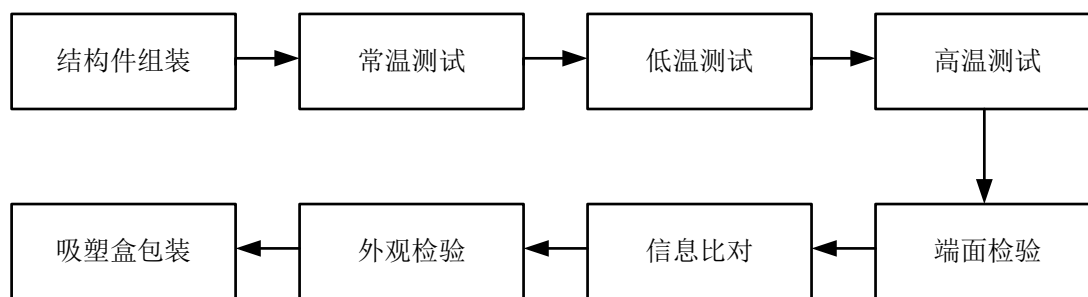 结构件组装
常温测试
低温测试
高温测试
端面检验
信息比对
外观检验
吸塑盒包装